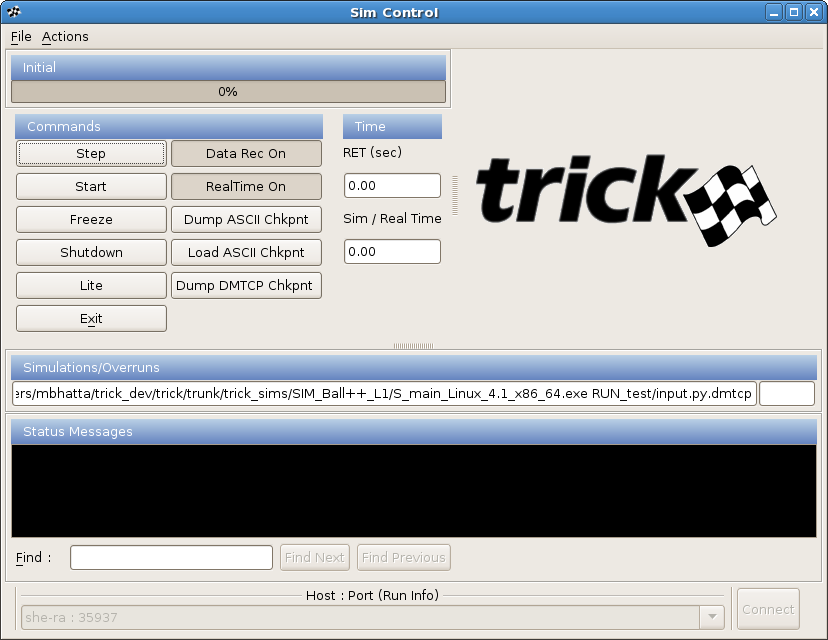 Sim Control
File Actions
Initial
0%
Commands
Time
Step
Data Rec On
RET (sec)
Start
RealTime On
0.00
Freeze
Dump ASCII Chkpnt
Sim / Real Time
Shutdown
Load ASCII Chkpnt
0.00
Lite
Dump DMTCP Chkpnt
Exit
trick
Simulations/Overruns
ers/mbhatta/trick_dev/trick/trunk/trick_sims/SIM_Ball++_L1/S_main_Linux_4.1_x86_64.exe RUN_test/input.py.dmtcp
Status Messages
Find :
Find Next
Find Previous
Host : Port (Run Info)
she-ra : 35937
Connect